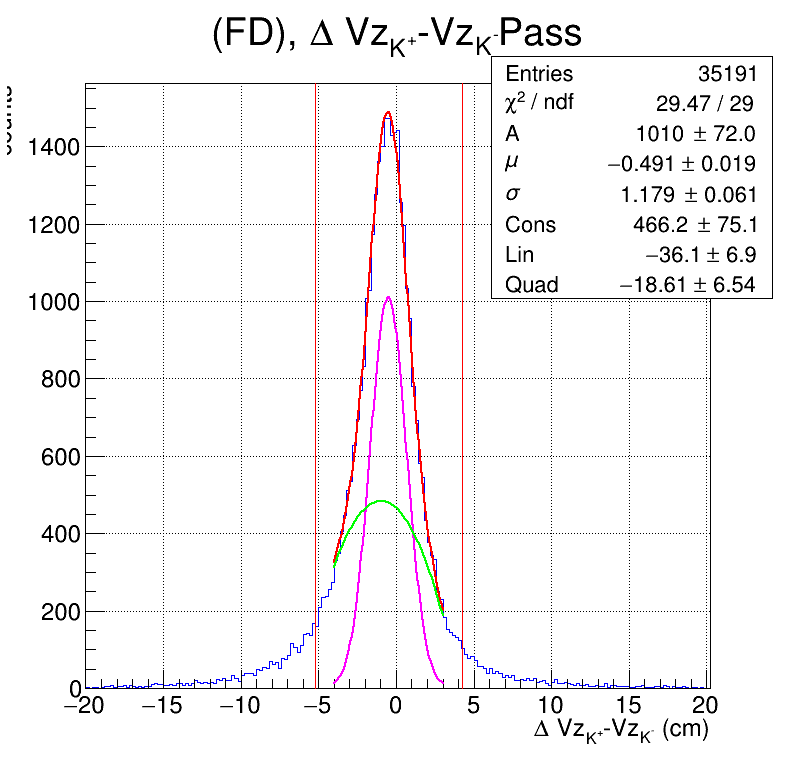 (FD), Δ Vz_K⁺-Vz_K⁻Pass
Entries 35191
χ² / ndf 29.47 / 29
A 1010 ± 72.0
μ −0.491 ± 0.019
σ 1.179 ± 0.061
Cons 466.2 ± 75.1
Lin −36.1 ± 6.9
Quad −18.61 ± 6.54
1400
1200
1000
800
600
400
200
0
−20 −15 −10 −5 0 5 10 15 20
Δ Vz_K⁺-Vz_K⁻ (cm)